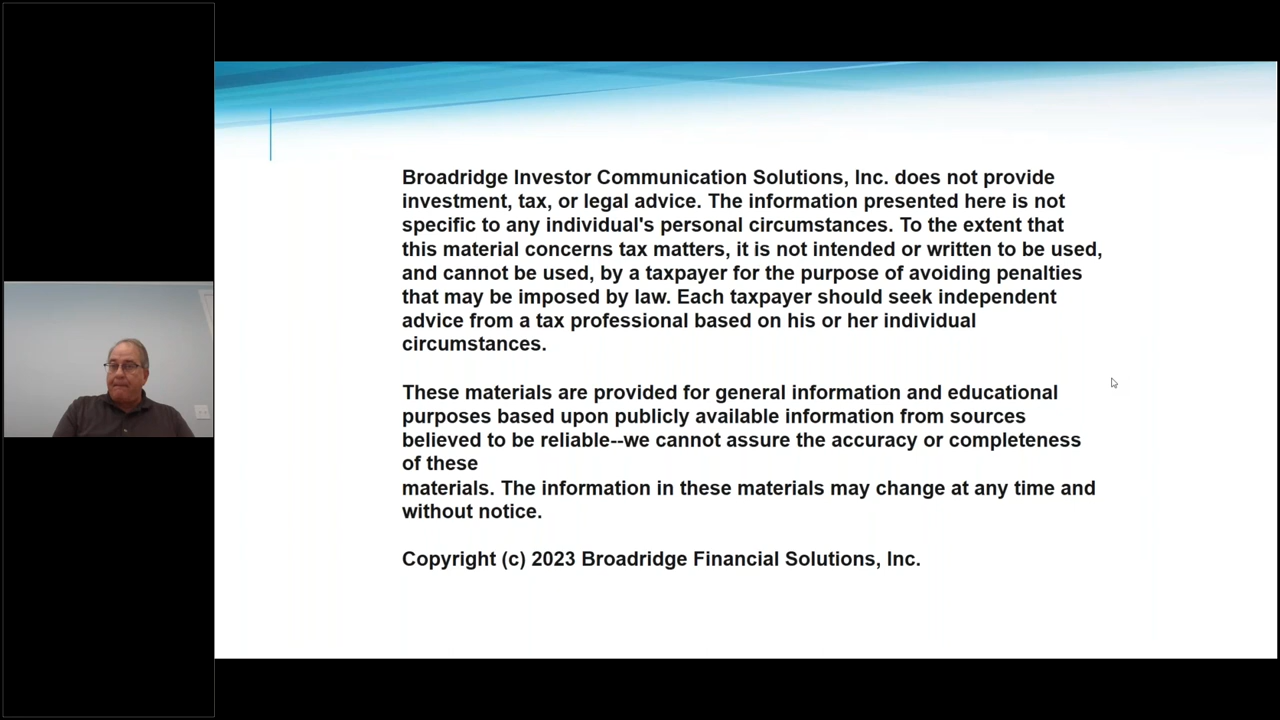 Broadridge Investor Communication Solutions, Inc. does not provide
investment, tax, or legal advice. The information presented here is not
specific to any individual's personal circumstances. To the extent that
this material concerns tax matters, it is not intended or written to be used,
and cannot be used, by a taxpayer for the purpose of avoiding penalties
that may be imposed by law. Each taxpayer should seek independent
advice from a tax professional based on his or her individual
circumstances.
These materials are provided for general information and educational
purposes based upon publicly available information from sources
believed to be reliable--we cannot assure the accuracy or completeness
of these
materials. The information in these materials may change at any time and
without notice.
Copyright (c) 2023 Broadridge Financial Solutions, Inc.